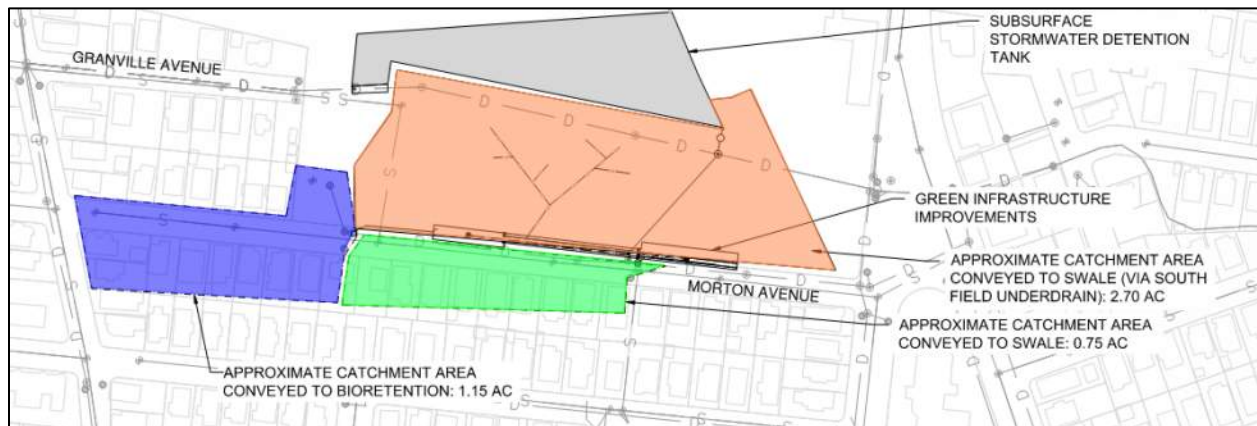 SUBSURFACE
STORMWATER DETENTION
TANK
GRANVILLE AVENUE
GREEN INFRASTRUCTURE
IMPROVEMENTS
APPROXIMATE CATCHMENT AREA
CONVEYED TO SWALE (VIA SOUTH
FIELD UNDERDRAIN): 2.70 AC
MORTON AVENUE
APPROXIMATE CATCHMENT AREA
CONVEYED TO SWALE: 0.75 AC
APPROXIMATE CATCHMENT AREA
CONVEYED TO BIORETENTION: 1.15 AC